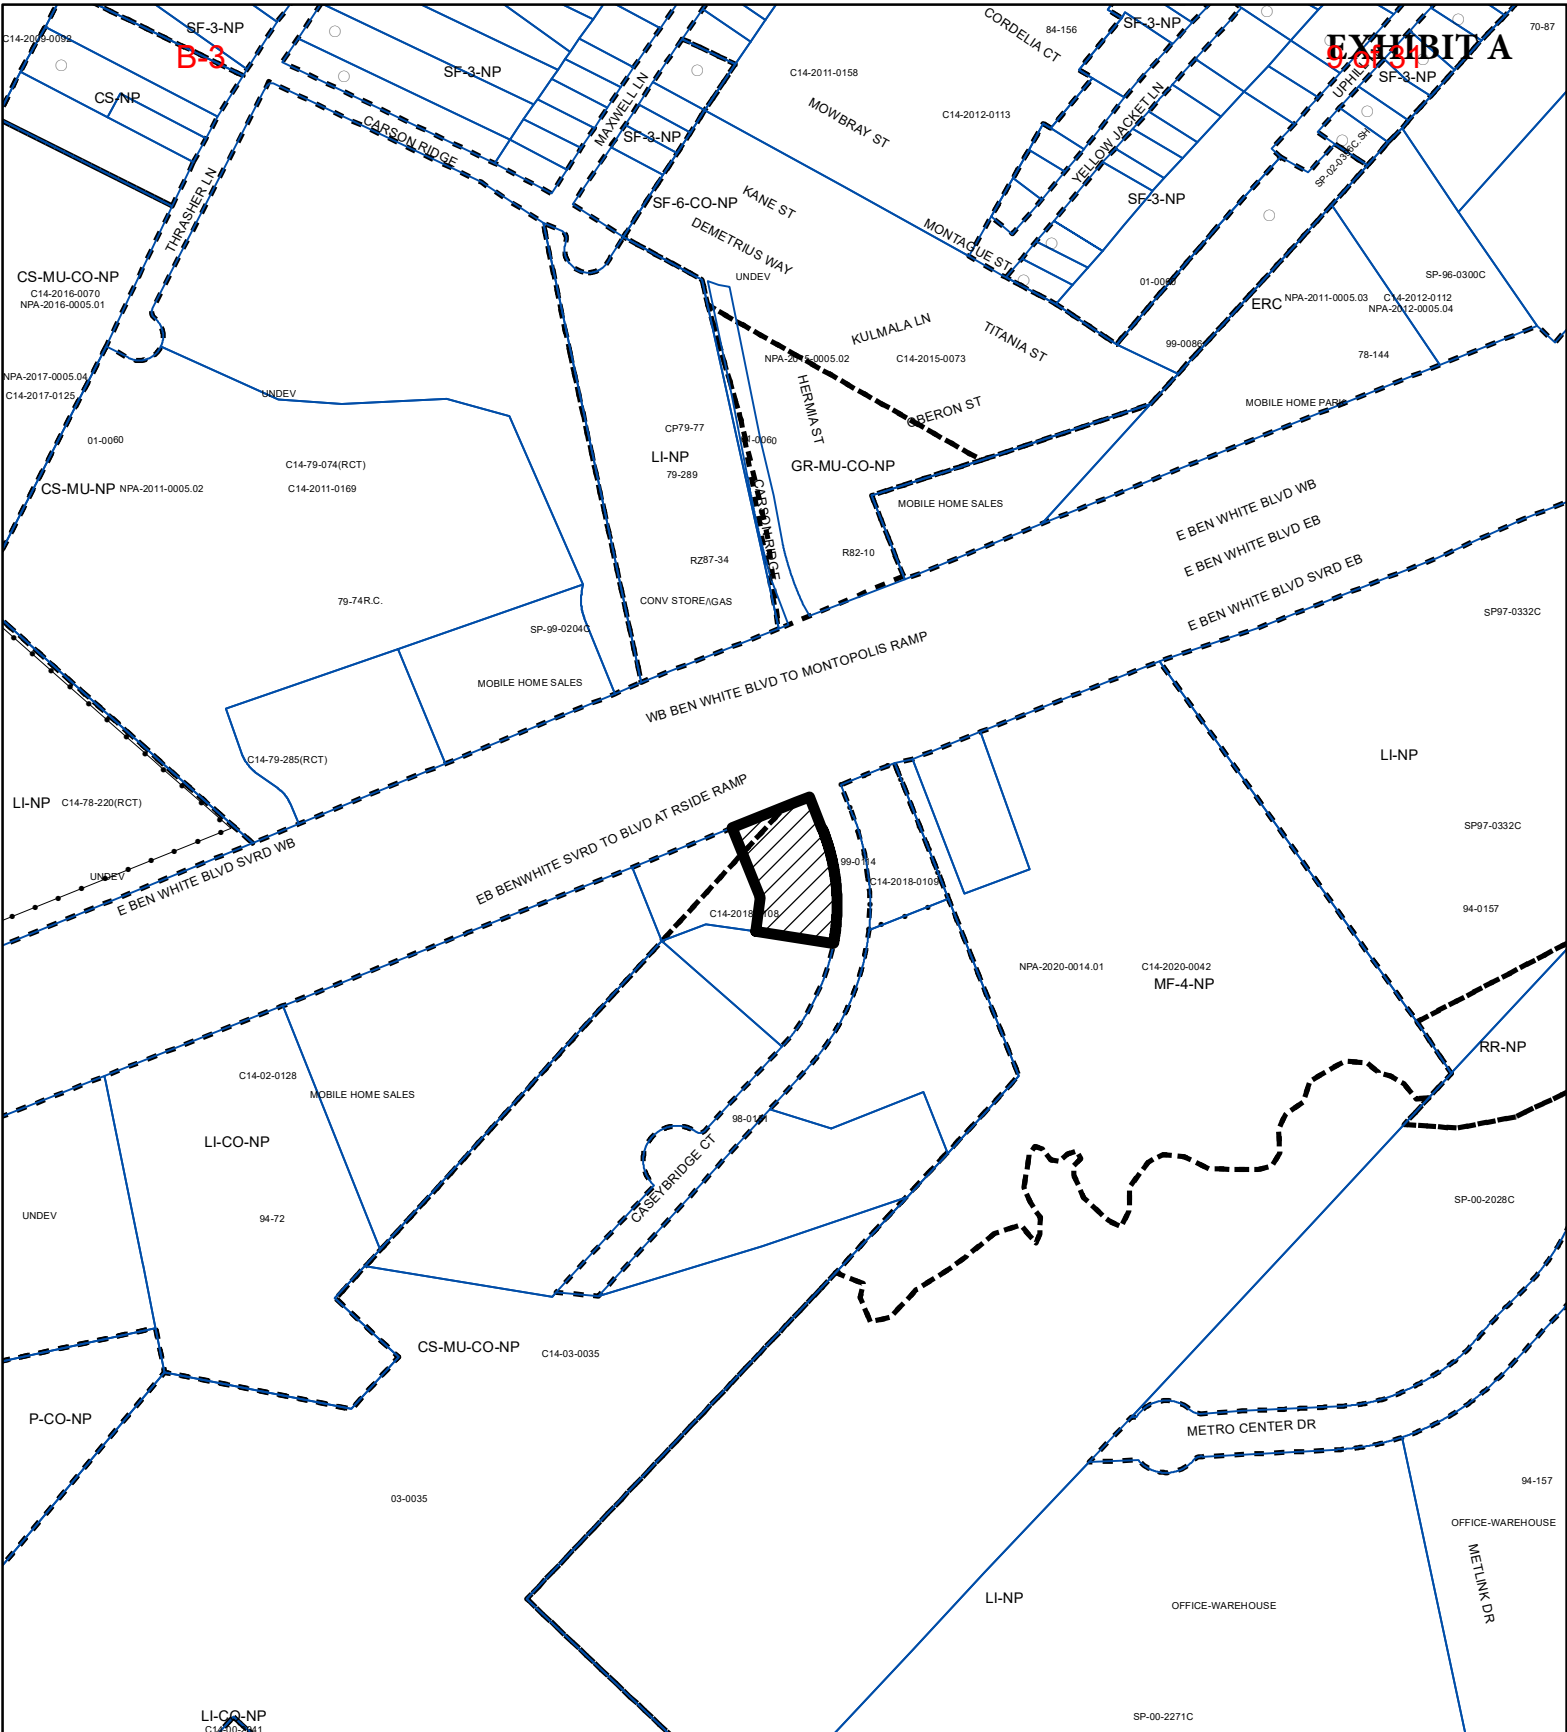 C14-2009-0092
SF-3-NP
B-3
CS-NP
SF-3-NP
CARSON RIDGE
MAXWELL LN
SF-3-NP
THRASHER LN
CORDELIA CT
84-156
SF-3-NP
EXHIBIT A
9 of 31
70-87
UPHIL
SF-3-NP
C14-2011-0158
MOWBRAY ST
C14-2012-0113
YELLOW JACKET LN
SF-6-CO-NP
KANE ST
DEMETRIUS WAY
MONTAGUE ST
SF-3-NP
UNDEV
CS-MU-CO-NP
C14-2016-0070
NPA-2016-0005.01
ERC
NPA-2011-0005.03
C14-2012-0112
NPA-2012-0005.04
SP-96-0300C
99-0086
78-144
MOBILE HOME PARK
KULMALA LN
TITANIA ST
NPA-2015-0005.02
C14-2015-0073
HERMIA ST
OBERON ST
NPA-2017-0005.04
C14-2017-0125
UNDEV
01-0060
C14-79-074(RCT)
CS-MU-NP
NPA-2011-0005.02
C14-2011-0169
CP79-77
LI-NP
79-289
GR-MU-CO-NP
CARSON RIDGE
MOBILE HOME SALES
R82-10
RZ87-34
CONV STORE/\GAS
79-74R.C.
SP-99-0204C
MOBILE HOME SALES
E BEN WHITE BLVD WB
E BEN WHITE BLVD EB
E BEN WHITE BLVD SVRD EB
SP97-0332C
WB BEN WHITE BLVD TO MONTOPOLIS RAMP
C14-79-285(RCT)
LI-NP
C14-78-220(RCT)
UNDEV
E BEN WHITE BLVD SVRD WB
EB BENWHITE SVRD TO BLVD AT RSIDE RAMP
LI-NP
SP97-0332C
99-0114
C14-2018-0109
C14-2018-0108
94-0157
NPA-2020-0014.01
C14-2020-0042
MF-4-NP
RR-NP
C14-02-0128
MOBILE HOME SALES
LI-CO-NP
CASEYBRIDGE CT
UNDEV
94-72
SP-00-2028C
CS-MU-CO-NP
C14-03-0035
P-CO-NP
METRO CENTER DR
03-0035
94-157
OFFICE-WAREHOUSE
METLINK DR
LI-NP
OFFICE-WAREHOUSE
LI-CO-NP
SP-00-2271C